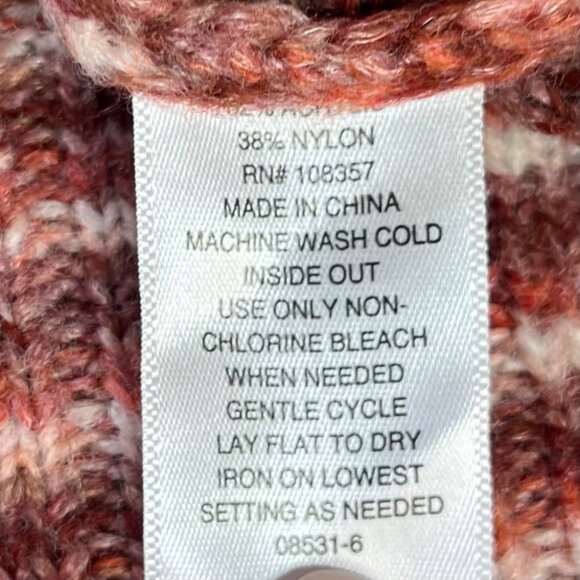 38% NYLON
RN# 108357
MADE IN CHINA
MACHINE WASH COLD
INSIDE OUT
USE ONLY NON-
CHLORINE BLEACH
WHEN NEEDED
GENTLE CYCLE
LAY FLAT TO DRY
IRON ON LOWEST
SETTING AS NEEDED
08531-6